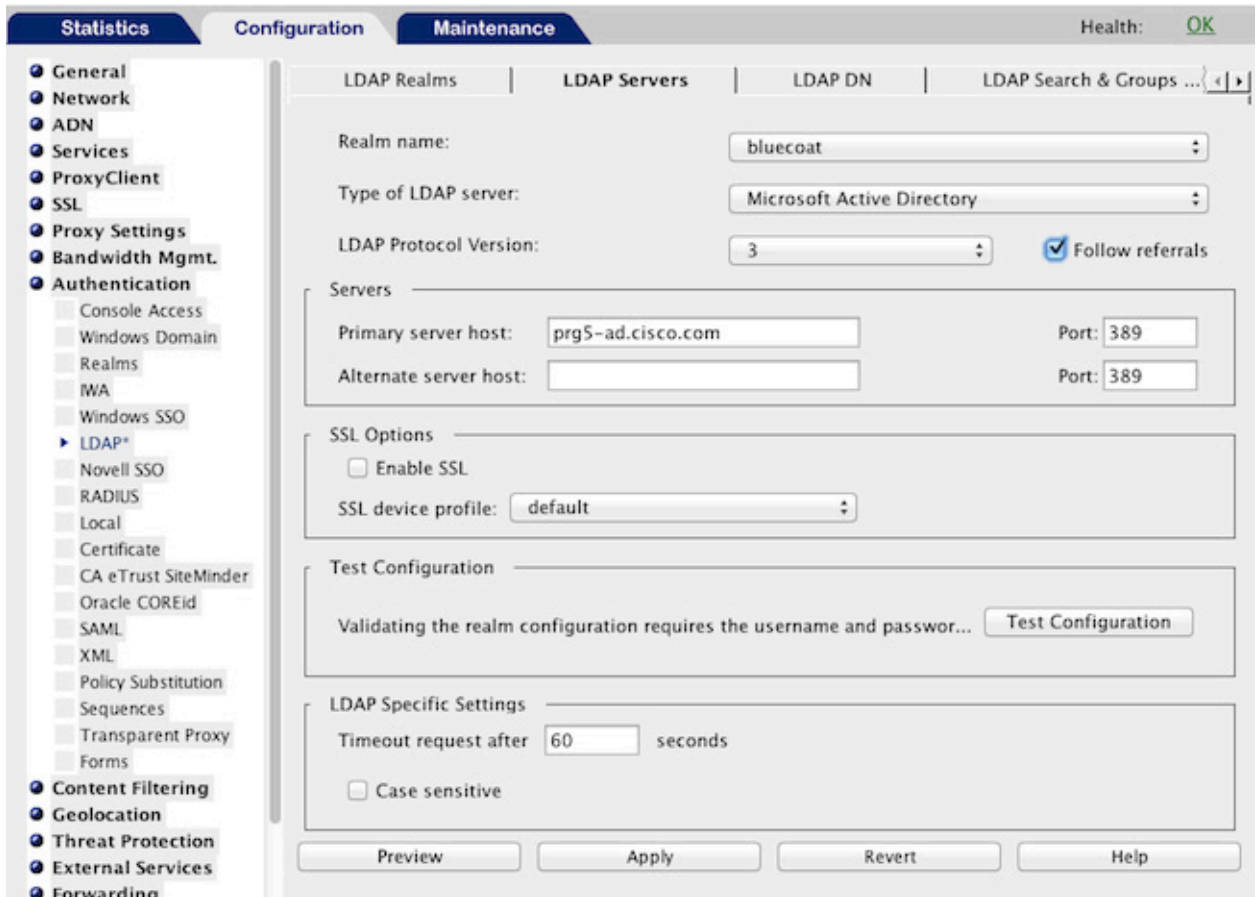 Statistics
Configuration
Maintenance
Health: OK
General
Network
ADN
Services
ProxyClient
SSL
Proxy Settings
Bandwidth Mgmt.
Authentication
Console Access
Windows Domain
Realms
IWA
Windows SSO
LDAP*
Novell SSO
RADIUS
Local
Certificate
CA eTrust SiteMinder
Oracle COREid
SAML
XML
Policy Substitution
Sequences
Transparent Proxy
Forms
Content Filtering
Geolocation
Threat Protection
External Services
Forwarding
LDAP Realms
LDAP Servers
LDAP DN
LDAP Search & Groups ...
Realm name: bluecoat
Type of LDAP server: Microsoft Active Directory
LDAP Protocol Version: 3 Follow referrals
Servers
Primary server host: prg5-ad.cisco.com Port: 389
Alternate server host: Port: 389
SSL Options
Enable SSL
SSL device profile: default
Test Configuration
Validating the realm configuration requires the username and passwor... Test Configuration
LDAP Specific Settings
Timeout request after 60 seconds
Case sensitive
Preview
Apply
Revert
Help